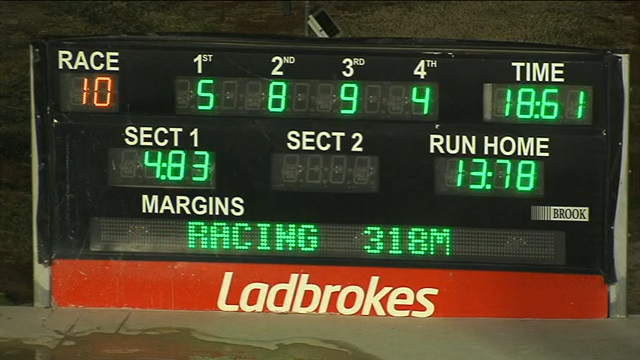 RACE 1ST 2ND 3RD 4TH TIME
10 5 8 9 4 18:61
SECT 1 SECT 2 RUN HOME
4:83 13:78
MARGINS
BROOK
RACING 318M
Ladbrokes